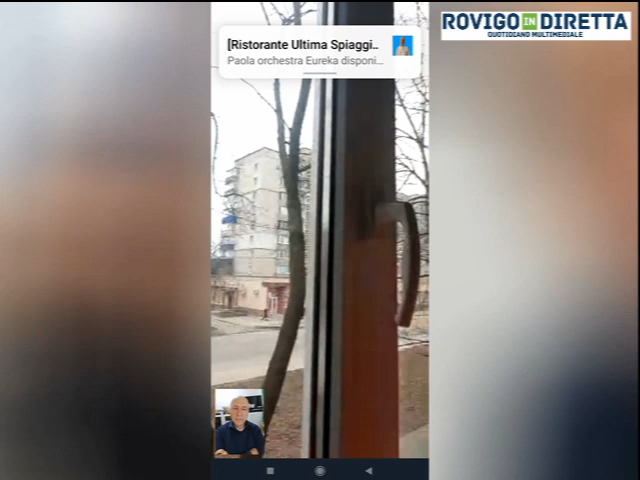 ROVIGO IN DIRETTA
QUOTIDIANO MULTIMEDIALE
[Ristorante Ultima Spiaggi..
Paola orchestra Eureka disponi...